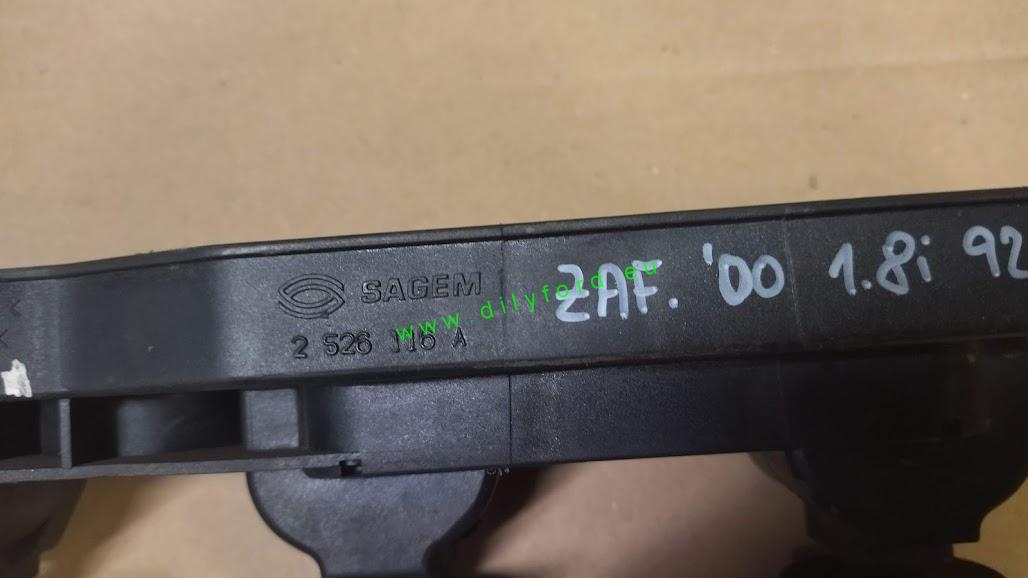 SAGEM
2 526 116 A
ZAF. '00 1.8i 92
www.dilyford.eu